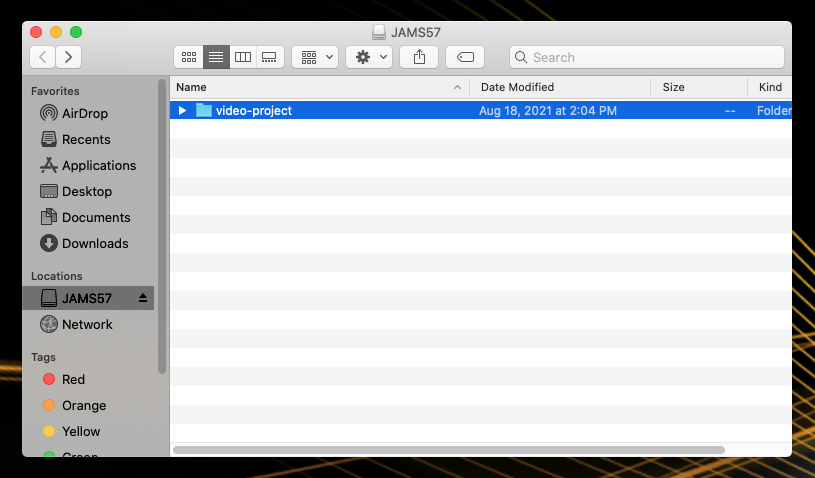 JAMS57
Search
Favorites
AirDrop
Recents
Applications
Desktop
Documents
Downloads
Locations
JAMS57
Network
Tags
Red
Orange
Yellow
Green
Name Date Modified Size Kind
video-project Aug 18, 2021 at 2:04 PM -- Folder